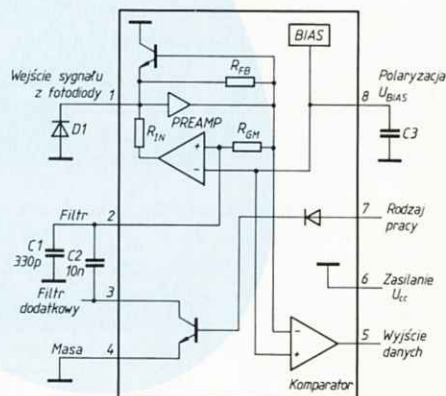 BIAS
Wejście sygnału
z fotodiody
1
D1
R_FB
PREAMP
R_IN
R_GM
+
−
8
Polaryzacja
U_BIAS
C3
Filtr
2
C1
330p
C2
10n
Filtr
dodatkowy
3
Masa
4
7
Rodzaj
pracy
6
Zasilanie
U_cc
−
+
5
Wyjście
danych
Komparator